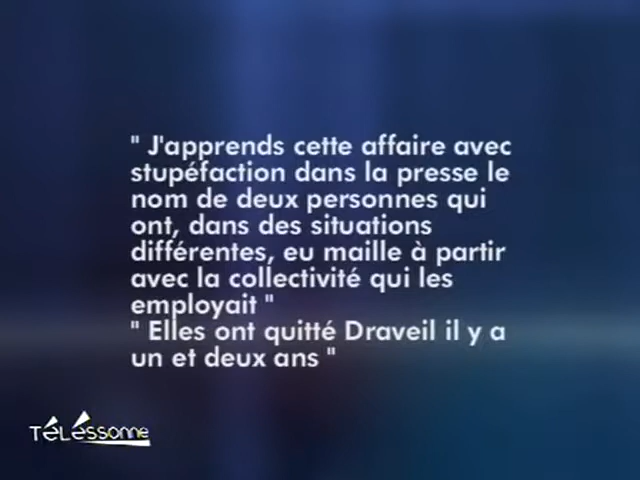 " J'apprends cette affaire avec
stupéfaction dans la presse le
nom de deux personnes qui
ont, dans des situations
différentes, eu maille à partir
avec la collectivité qui les
employait "
" Elles ont quitté Draveil il y a
un et deux ans "
TéLéssonne